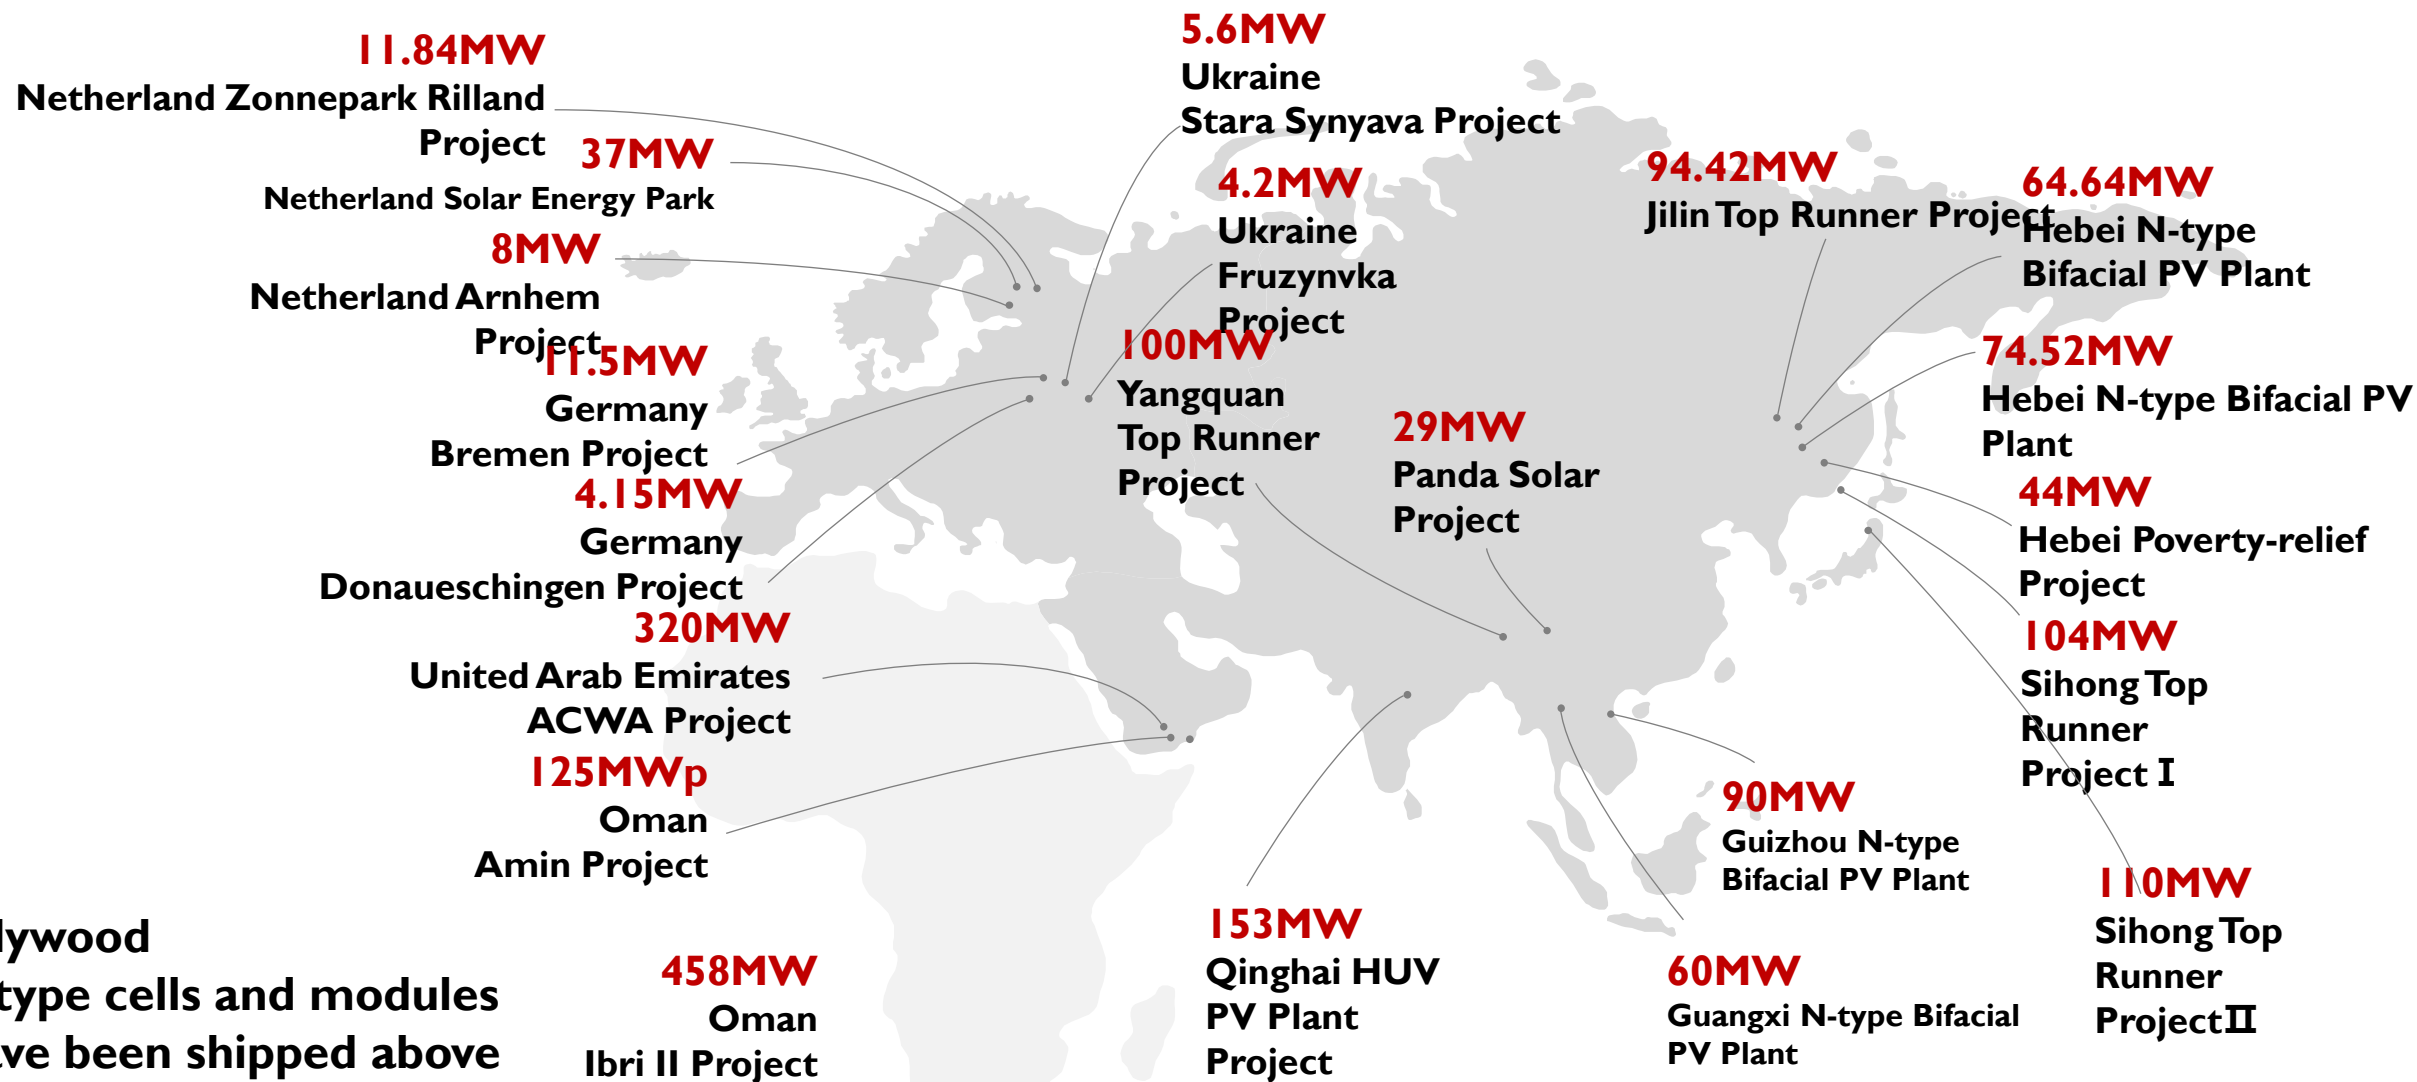 11.84MW
Netherland Zonnepark Rilland
Project
37MW
Netherland Solar Energy Park
8MW
Netherland Arnhem
Project
11.5MW
Germany
Bremen Project
4.15MW
Germany
Donaueschingen Project
320MW
United Arab Emirates
ACWA Project
125MWp
Oman
Amin Project
458MW
Oman
Ibri II Project
lywood
type cells and modules
ve been shipped above
5.6MW
Ukraine
Stara Synyava Project
4.2MW
Ukraine
Fruzynvka
Project
100MW
Yangquan
Top Runner
Project
29MW
Panda Solar
Project
153MW
Qinghai HUV
PV Plant
Project
94.42MW
Jilin Top Runner Project
64.64MW
Hebei N-type
Bifacial PV Plant
74.52MW
Hebei N-type Bifacial PV
Plant
44MW
Hebei Poverty-relief
Project
104MW
Sihong Top
Runner
Project Ⅰ
90MW
Guizhou N-type
Bifacial PV Plant
60MW
Guangxi N-type Bifacial
PV Plant
110MW
Sihong Top
Runner
ProjectⅡ